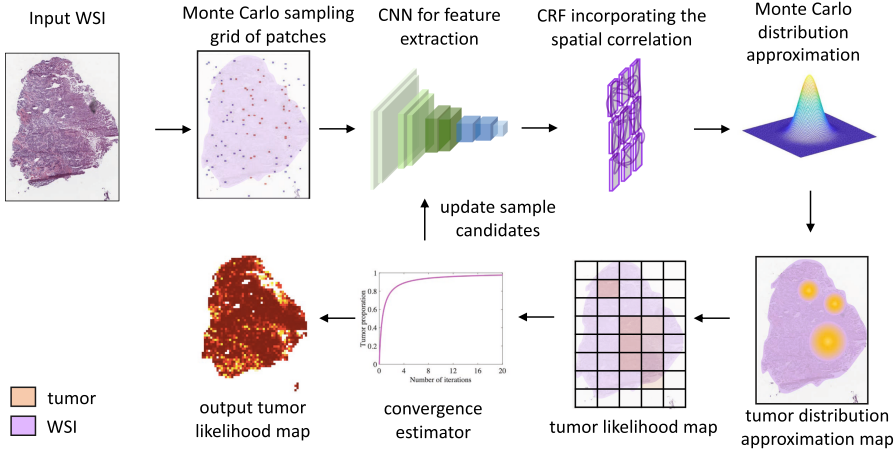 Input WSI
Monte Carlo sampling
grid of patches
CNN for feature
extraction
CRF incorporating the
spatial correlation
Monte Carlo
distribution
approximation
update sample
candidates
1
0.8
0.6
0.4
0.2
0
Tumor proporation
0 4 8 12 16 20
Number of iterations
tumor
WSI
output tumor
likelihood map
convergence
estimator
tumor likelihood map
tumor distribution
approximation map